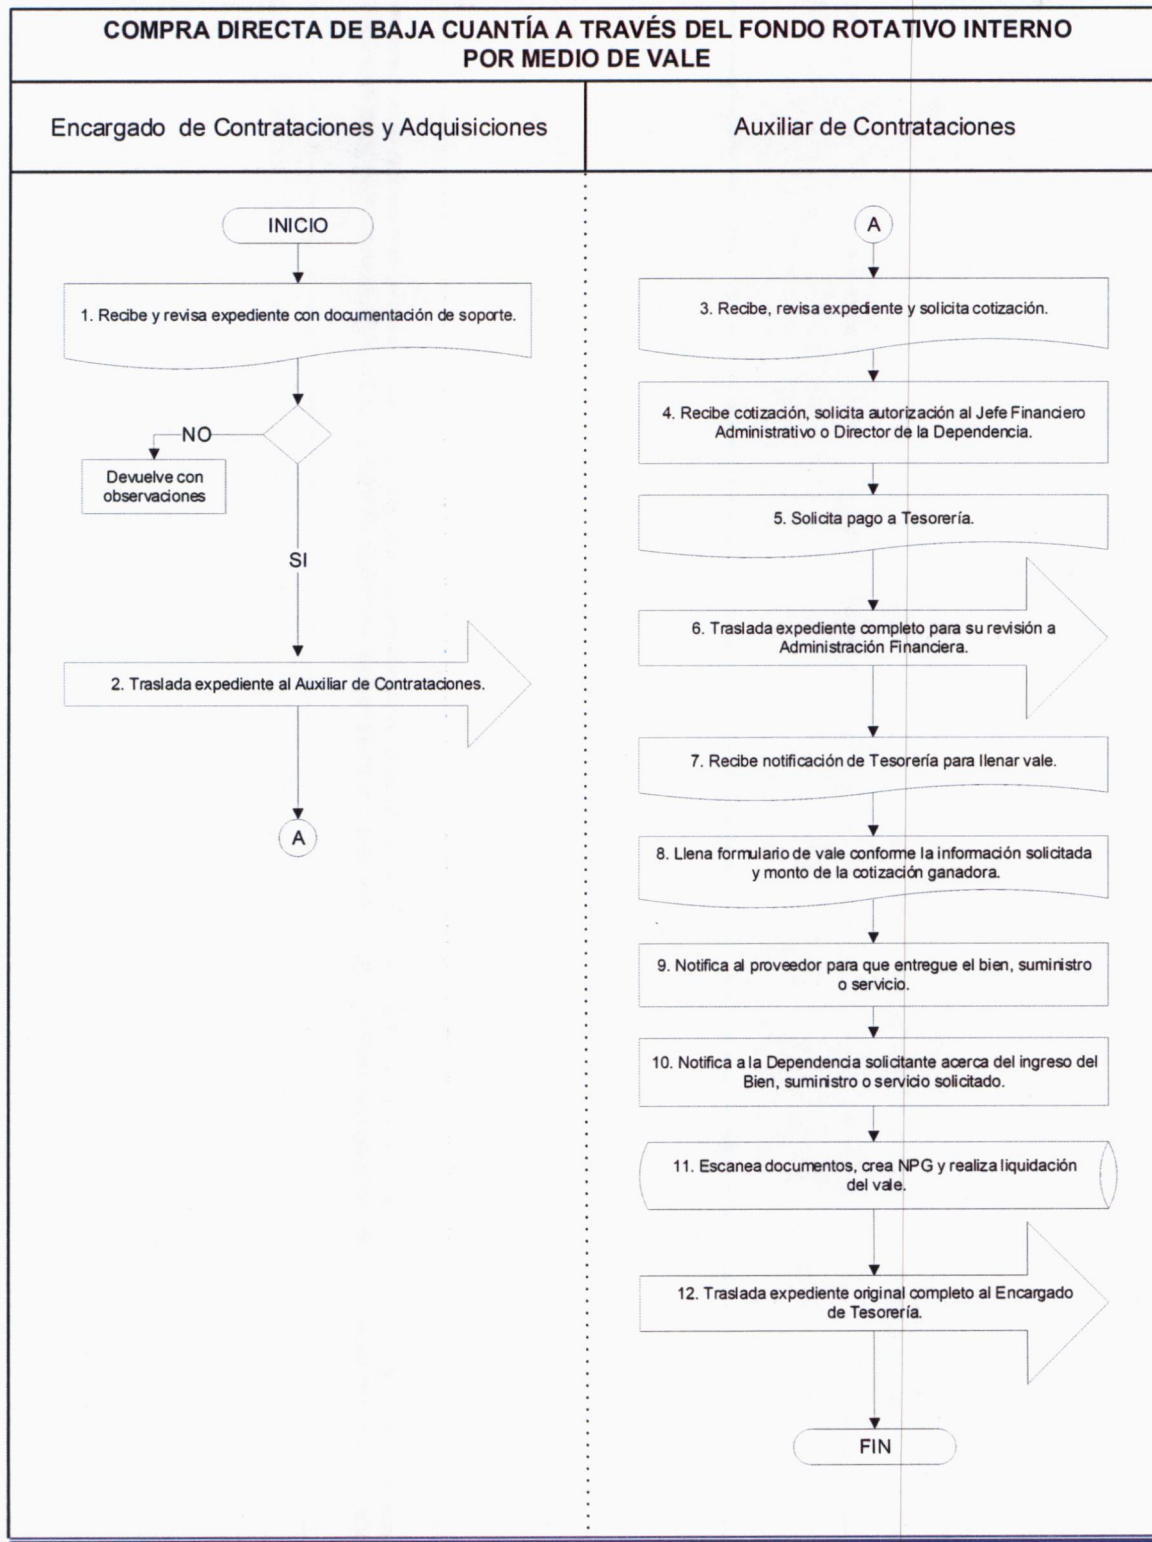 COMPRA DIRECTA DE BAJA CUANTÍA A TRAVÉS DEL FONDO ROTATIVO INTERNO
POR MEDIO DE VALE
Encargado de Contrataciones y Adquisiciones
Auxiliar de Contrataciones
INICIO
1. Recibe y revisa expediente con documentación de soporte.
NO
Devuelve con
observaciones
SI
2. Traslada expediente al Auxiliar de Contrataciones.
A
A
3. Recibe, revisa expediente y solicita cotización.
4. Recibe cotización, solicita autorización al Jefe Financiero
Administrativo o Director de la Dependencia.
5. Solicita pago a Tesorería.
6. Traslada expediente completo para su revisión a
Administración Financiera.
7. Recibe notificación de Tesorería para llenar vale.
8. Llena formulario de vale conforme la información solicitada
y monto de la cotización ganadora.
9. Notifica al proveedor para que entregue el bien, suministro
o servicio.
10. Notifica a la Dependencia solicitante acerca del ingreso del
Bien, suministro o servicio solicitado.
11. Escanea documentos, crea NPG y realiza liquidación
del vale.
12. Traslada expediente original completo al Encargado
de Tesorería.
FIN